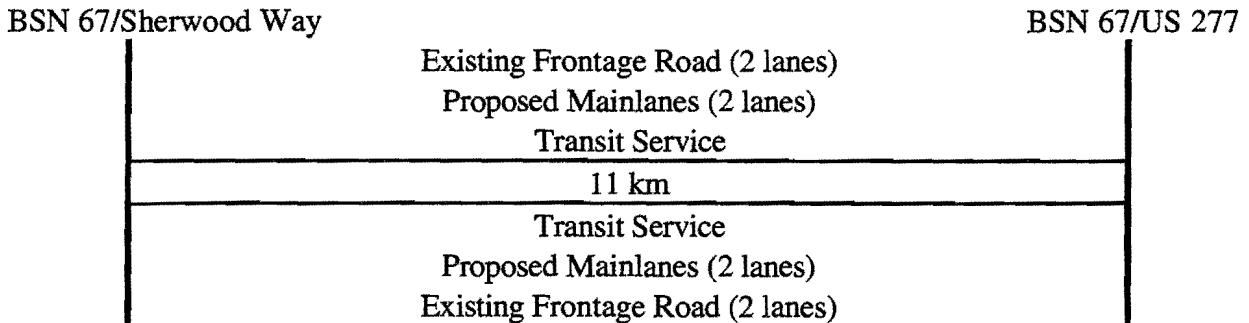 BSN 67/Sherwood Way BSN 67/US 277
Existing Frontage Road (2 lanes)
Proposed Mainlanes (2 lanes)
Transit Service
11 km
Transit Service
Proposed Mainlanes (2 lanes)
Existing Frontage Road (2 lanes)